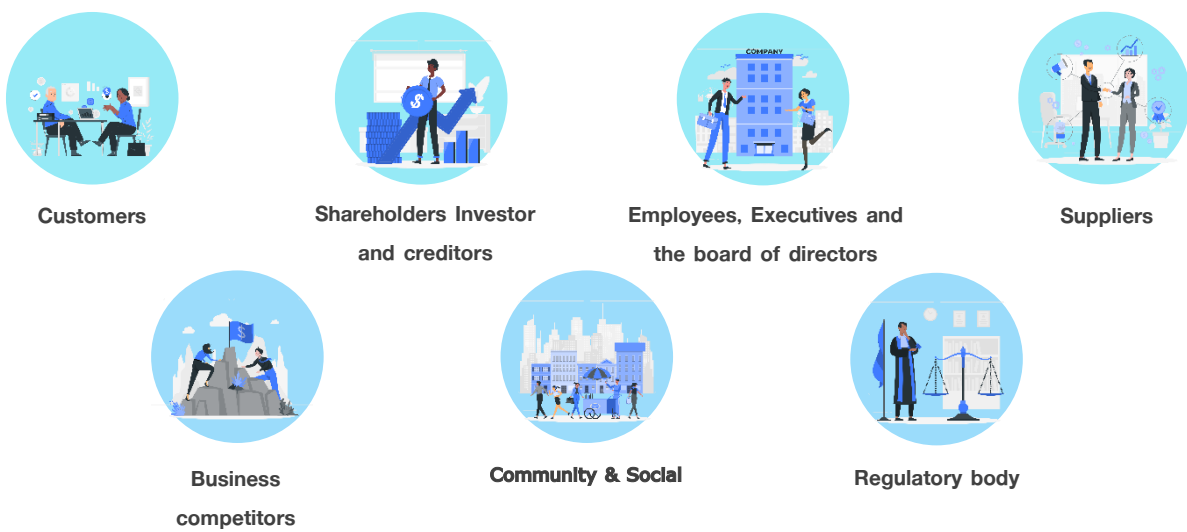 COMPANY
Customers
Shareholders Investor
and creditors
Employees, Executives and
the board of directors
Suppliers
$
$
Business
competitors
Community & Social
Regulatory body